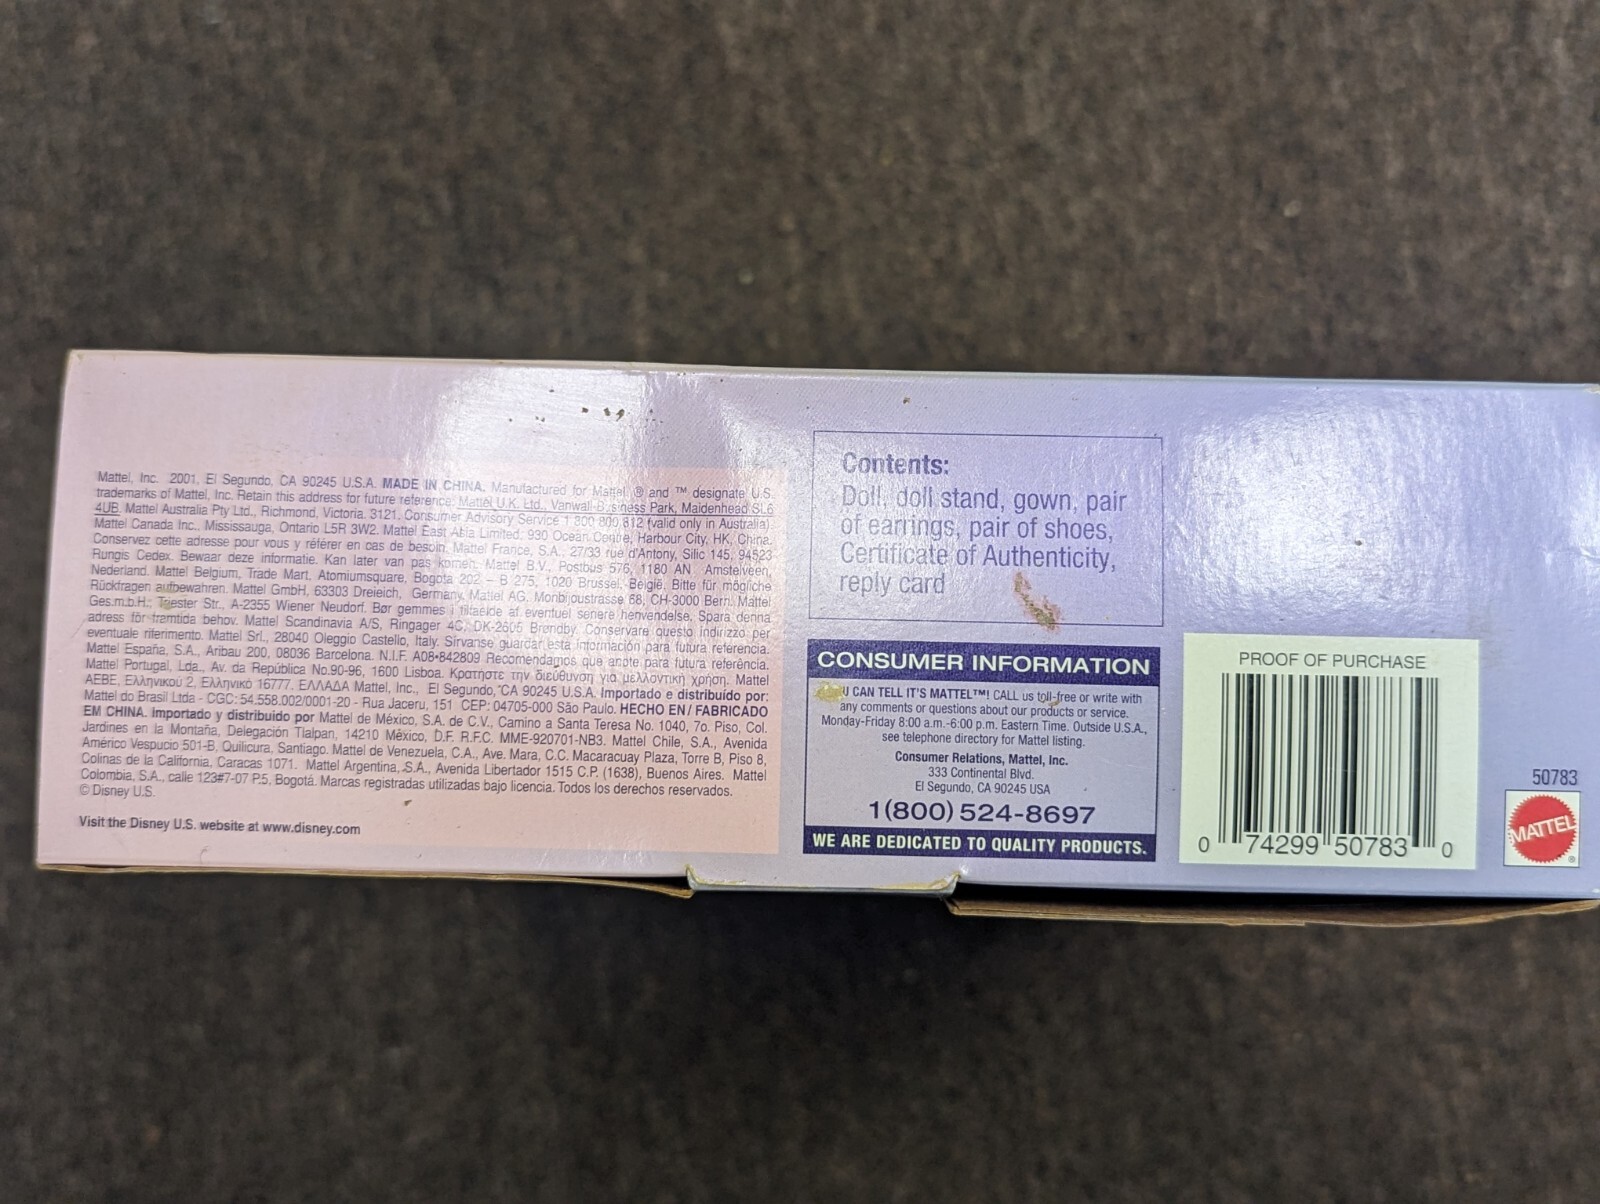 Mattel, Inc. 2001, El Segundo, CA 90245 U.S.A. MADE IN CHINA. Manufactured for Mattel. ® and ™ designate U.S.
trademarks of Mattel, Inc. Retain this address for future reference: Mattel U.K. Ltd., Vanwall Business Park, Maidenhead SL6
4UB. Mattel Australia Pty Ltd., Richmond, Victoria. 3121. Consumer Advisory Service 1 800 800 812 (valid only in Australia).
Mattel Canada Inc., Mississauga, Ontario L5R 3W2. Mattel East Asia Limited, 930 Ocean Centre, Harbour City, HK, China.
Conservez cette adresse pour vous y référer en cas de besoin. Mattel France, S.A., 27/33 rue d'Antony, Silic 145, 94523
Rungis Cedex. Bewaar deze informatie. Kan later van pas komen. Mattel B.V., Postbus 576, 1180 AN Amstelveen,
Nederland. Mattel Belgium, Trade Mart, Atomiumsquare, Bogota 202 – B 275, 1020 Brussel, België. Bitte für mögliche
Rückfragen aufbewahren. Mattel GmbH, 63303 Dreieich, Germany. Mattel AG. Monbijoustrasse 68, CH-3000 Bern. Mattel
Ges.m.b.H., Triester Str., A-2355 Wiener Neudorf. Bør gemmes i tilfælde af eventuel senere henvendelse. Spara denna
adress för framtida behov. Mattel Scandinavia A/S, Ringager 4C, DK-2605 Brøndby. Conservare questo indirizzo per
eventuale riferimento. Mattel Srl., 28040 Oleggio Castello, Italy. Sírvanse guardar esta información para futura referencia.
Mattel España, S.A., Aribau 200, 08036 Barcelona. N.I.F. A08•842809 Recomendamos que anote para futura referência.
Mattel Portugal, Lda., Av. da República No.90-96, 1600 Lisboa. Κρατήστε την διεύθυνση για μελλοντική χρήση. Mattel
AEBE, Ελληνικού 2, Ελληνικό 16777. ΕΛΛΑΔΑ Mattel, Inc., El Segundo, CA 90245 U.S.A. Importado e distribuído por:
Mattel do Brasil Ltda - CGC: 54.558.002/0001-20 - Rua Jaceru, 151 CEP: 04705-000 São Paulo. HECHO EN / FABRICADO
EM CHINA. Importado y distribuido por Mattel de México, S.A. de C.V., Camino a Santa Teresa No. 1040, 7o. Piso, Col.
Jardines en la Montaña, Delegación Tlalpan, 14210 México, D.F. R.F.C. MME-920701-NB3. Mattel Chile, S.A., Avenida
Américo Vespucio 501-B, Quilicura, Santiago. Mattel de Venezuela, C.A., Ave. Mara, C.C. Macaracuay Plaza, Torre B, Piso 8,
Colinas de la California, Caracas 1071. Mattel Argentina, S.A., Avenida Libertador 1515 C.P. (1638), Buenos Aires. Mattel
Colombia, S.A., calle 123#7-07 P.5, Bogotá. Marcas registradas utilizadas bajo licencia. Todos los derechos reservados.
© Disney U.S.
Visit the Disney U.S. website at www.disney.com
Contents:
Doll, doll stand, gown, pair
of earrings, pair of shoes,
Certificate of Authenticity,
reply card
CONSUMER INFORMATION
U CAN TELL IT'S MATTEL™! CALL us toll-free or write with
any comments or questions about our products or service.
Monday-Friday 8:00 a.m.-6:00 p.m. Eastern Time. Outside U.S.A.,
see telephone directory for Mattel listing.
Consumer Relations, Mattel, Inc.
333 Continental Blvd.
El Segundo, CA 90245 USA
1(800) 524-8697
WE ARE DEDICATED TO QUALITY PRODUCTS.
PROOF OF PURCHASE
0 74299 50783 0
50783
MATTEL ®